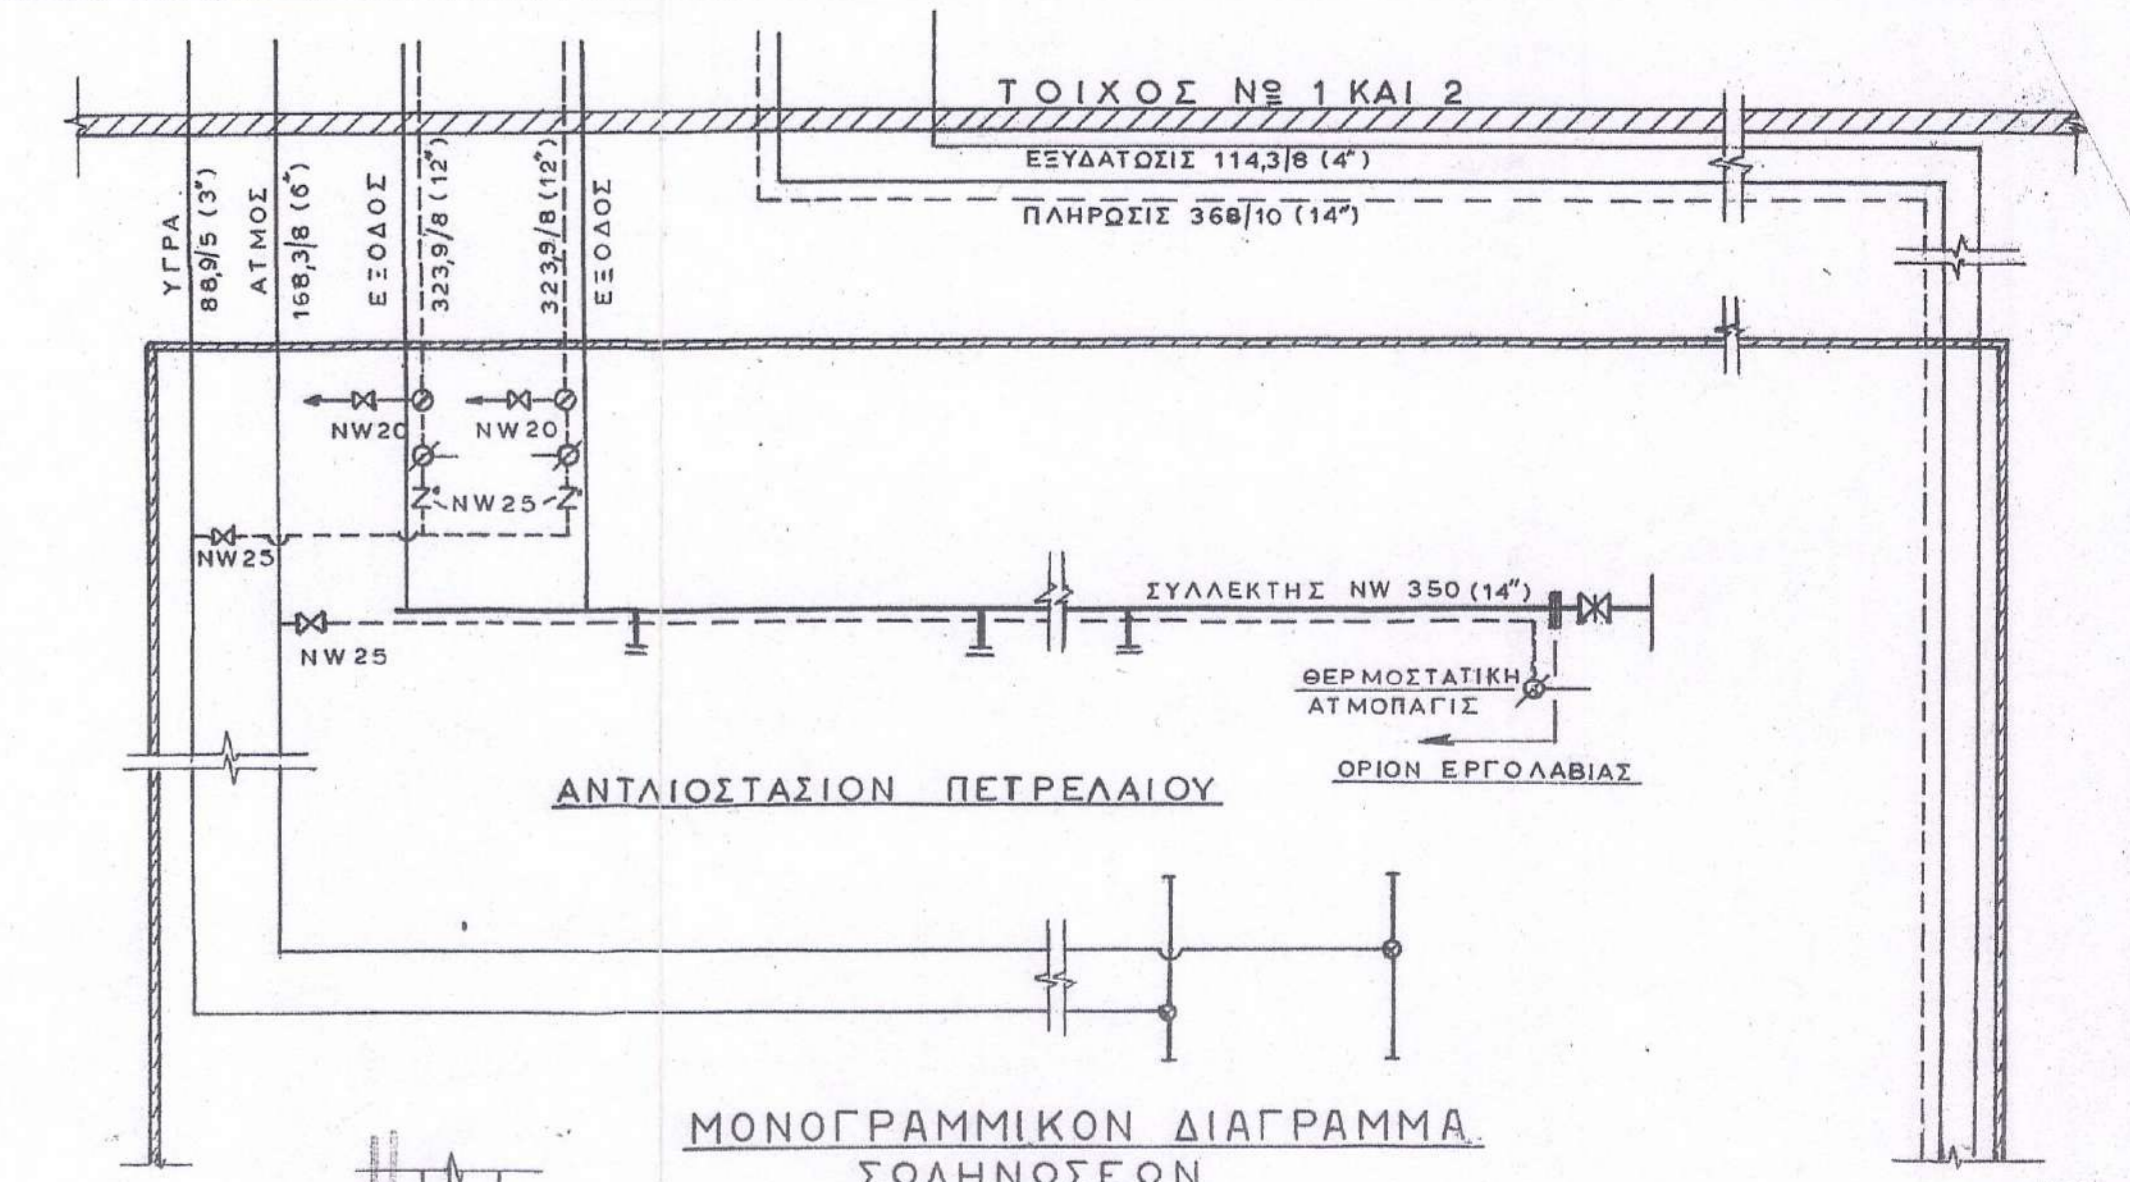 ΤΟΙΧΟΣ Nº 1 ΚΑΙ 2
ΕΞΥΔΑΤΩΣΙΣ 114,3/8 (4")
ΠΛΗΡΩΣΙΣ 368/10 (14")
ΥΓΡΑ
88,9/5 (3")
ΑΤΜΟΣ
168,3/8 (6")
ΕΞΟΔΟΣ
323,9/8 (12")
323,9/8 (12")
ΕΞΟΔΟΣ
NW20
NW20
NW25
NW25
NW25
ΣΥΛΛΕΚΤΗΣ NW 350 (14")
ΘΕΡΜΟΣΤΑΤΙΚΗ
ΑΤΜΟΠΑΓΙΣ
ΟΡΙΟΝ ΕΡΓΟΛΑΒΙΑΣ
ΑΝΤΛΙΟΣΤΑΣΙΟΝ ΠΕΤΡΕΛΑΙΟΥ
ΜΟΝΟΓΡΑΜΜΙΚΟΝ ΔΙΑΓΡΑΜΜΑ
ΣΩΛΗΝΩΣΕΩΝ